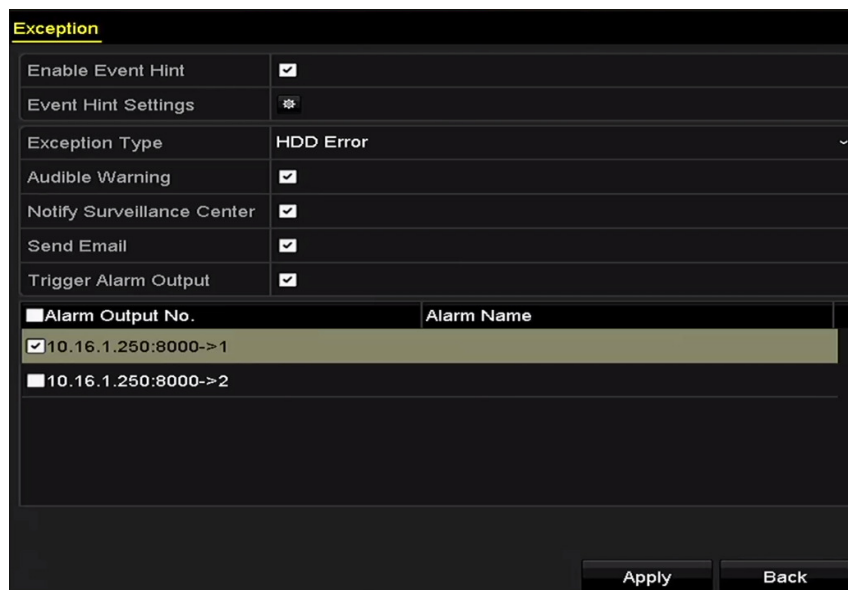 Exception
Enable Event Hint
Event Hint Settings
Exception Type HDD Error
Audible Warning
Notify Surveillance Center
Send Email
Trigger Alarm Output
Alarm Output No. Alarm Name
10.16.1.250:8000->1
10.16.1.250:8000->2
Apply Back